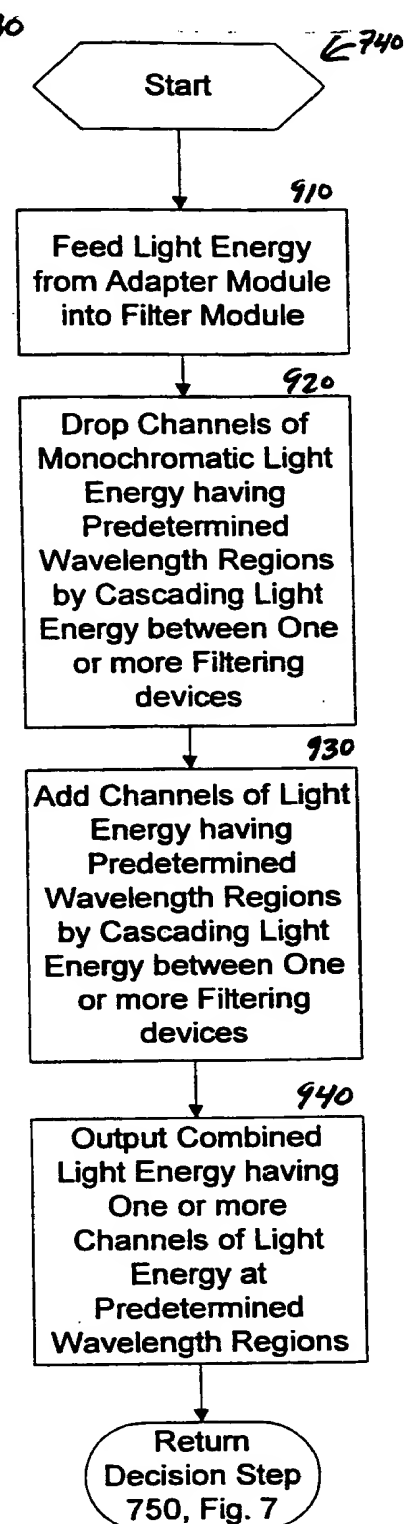 740
Start
910
Feed Light Energy
from Adapter Module
into Filter Module
920
Drop Channels of
Monochromatic Light
Energy having
Predetermined
Wavelength Regions
by Cascading Light
Energy between One
or more Filtering
devices
930
Add Channels of Light
Energy having
Predetermined
Wavelength Regions
by Cascading Light
Energy between One
or more Filtering
devices
940
Output Combined
Light Energy having
One or more
Channels of Light
Energy at
Predetermined
Wavelength Regions
Return
Decision Step
750, Fig. 7